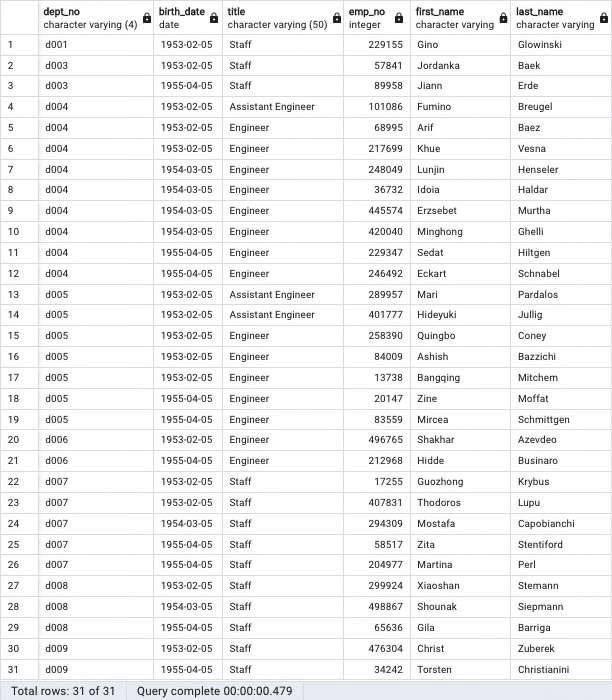 dept_no birth_date title emp_no first_name last_name
character varying (4) date character varying (50) integer character varying character varying
1 d001 1953-02-05 Staff 229155 Gino Glowinski
2 d003 1953-02-05 Staff 57841 Jordanka Baek
3 d003 1955-04-05 Staff 89958 Jiann Erde
4 d004 1953-02-05 Assistant Engineer 101086 Fumino Breugel
5 d004 1953-02-05 Engineer 68995 Arif Baez
6 d004 1953-02-05 Engineer 217699 Khue Vesna
7 d004 1954-03-05 Engineer 248049 Lunjin Henseler
8 d004 1954-03-05 Engineer 36732 Idoia Haldar
9 d004 1954-03-05 Engineer 445574 Erzsebet Murtha
10 d004 1954-03-05 Engineer 420040 Minghong Ghelli
11 d004 1955-04-05 Engineer 229347 Sedat Hiltgen
12 d004 1955-04-05 Engineer 246492 Eckart Schnabel
13 d005 1953-02-05 Assistant Engineer 289957 Mari Pardalos
14 d005 1953-02-05 Assistant Engineer 401777 Hideyuki Jullig
15 d005 1953-02-05 Engineer 258390 Quingbo Coney
16 d005 1953-02-05 Engineer 84009 Ashish Bazzichi
17 d005 1953-02-05 Engineer 13738 Bangqing Mitchem
18 d005 1955-04-05 Engineer 20147 Zine Moffat
19 d005 1955-04-05 Engineer 83559 Mircea Schmittgen
20 d006 1953-02-05 Engineer 496765 Shakhar Azevdeo
21 d006 1955-04-05 Engineer 212968 Hidde Businaro
22 d007 1953-02-05 Staff 17255 Guozhong Krybus
23 d007 1953-02-05 Staff 407831 Thodoros Lupu
24 d007 1954-03-05 Staff 294309 Mostafa Capobianchi
25 d007 1955-04-05 Staff 58517 Zita Stentiford
26 d007 1955-04-05 Staff 204977 Martina Perl
27 d008 1953-02-05 Staff 299924 Xiaoshan Stemann
28 d008 1954-03-05 Staff 498867 Shounak Siepmann
29 d008 1955-04-05 Staff 65636 Gila Barriga
30 d009 1953-02-05 Staff 476304 Christ Zuberek
31 d009 1955-04-05 Staff 34242 Torsten Christianini
Total rows: 31 of 31 Query complete 00:00:00.479